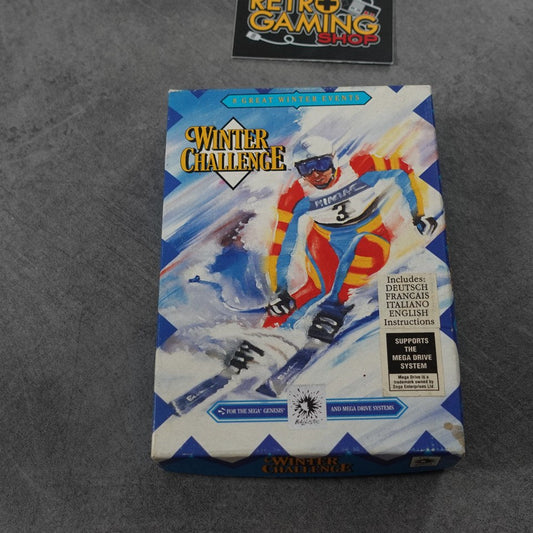 RETRO
GAMING
SHOP
8 GREAT WINTER EVENTS
WINTER
CHALLENGE™
3
Includes:
DEUTSCH
FRANCAIS
ITALIANO
ENGLISH
Instructions
SUPPORTS
THE
MEGA DRIVE
SYSTEM
Mega Drive is a
trademark owned by
Sega Enterprises Ltd
FOR THE SEGA® GENESIS®
AND MEGA DRIVE SYSTEMS
Ballistic
WINTER
CHALLENGE